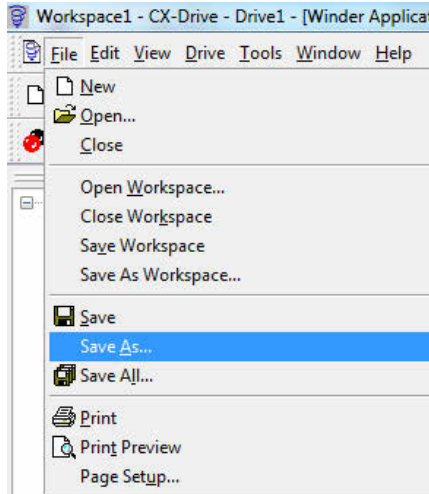 Workspace1 - CX-Drive - Drive1 - [Winder Applicat
File Edit View Drive Tools Window Help
New
Open...
Close
Open Workspace...
Close Workspace
Save Workspace
Save As Workspace...
Save
Save As...
Save All...
Print
Print Preview
Page Setup...